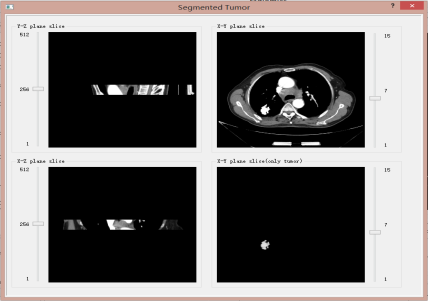 Segmented Tumor
?
×
Y-Z plane slice
512
256
1
X-Y plane slice
15
7
1
X-Z plane slice
512
256
1
X-Y plane slice(only tumor)
15
7
1